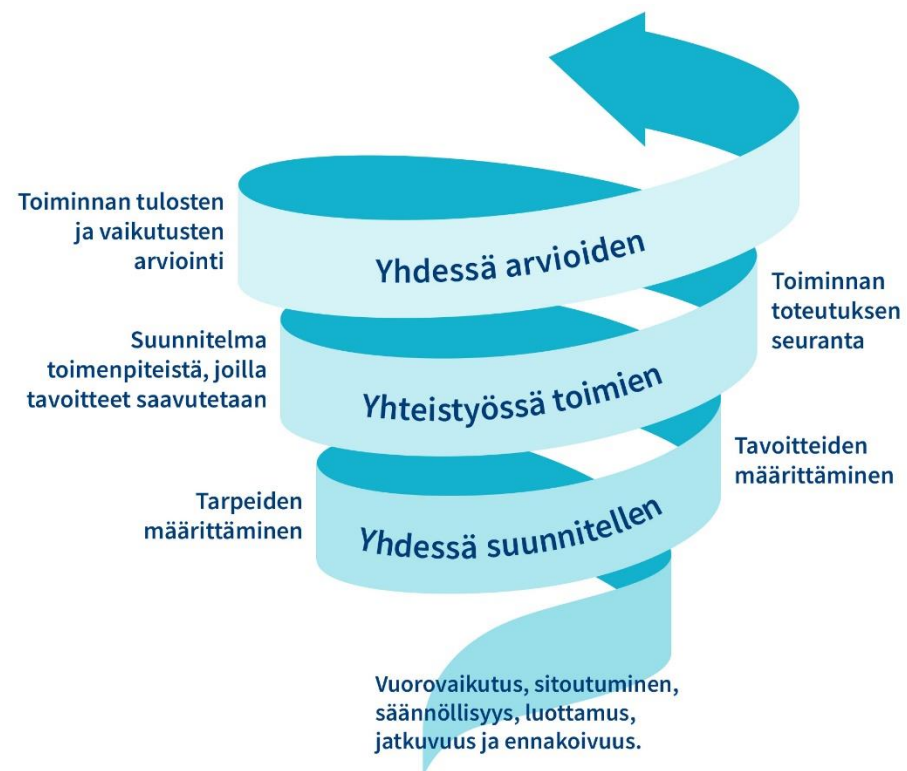 Toiminnan tulosten
ja vaikutusten
arviointi
Yhdessä arvioiden
Toiminnan
toteutuksen
seuranta
Suunnitelma
toimenpiteistä, joilla
tavoitteet saavutetaan
Yhteistyössä toimien
Tavoitteiden
määrittäminen
Tarpeiden
määrittäminen
Yhdessä suunnitellen
Vuorovaikutus, sitoutuminen,
säännöllisyys, luottamus,
jatkuvuus ja ennakoivuus.